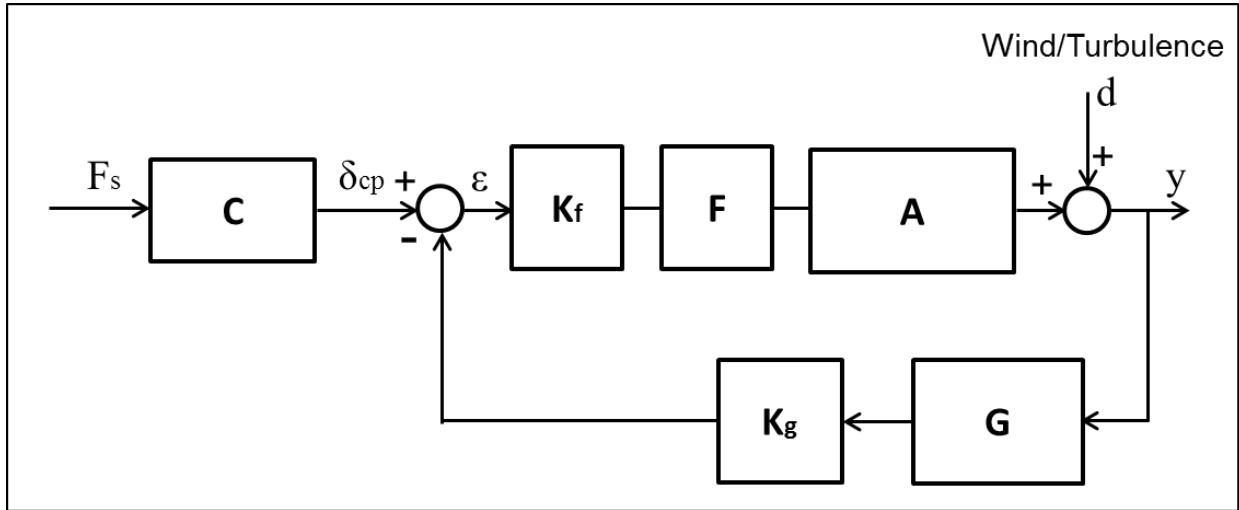 Wind/Turbulence
d
Fs
C
δcp
+
-
ε
Kf
F
A
+
+
y
Kg
G